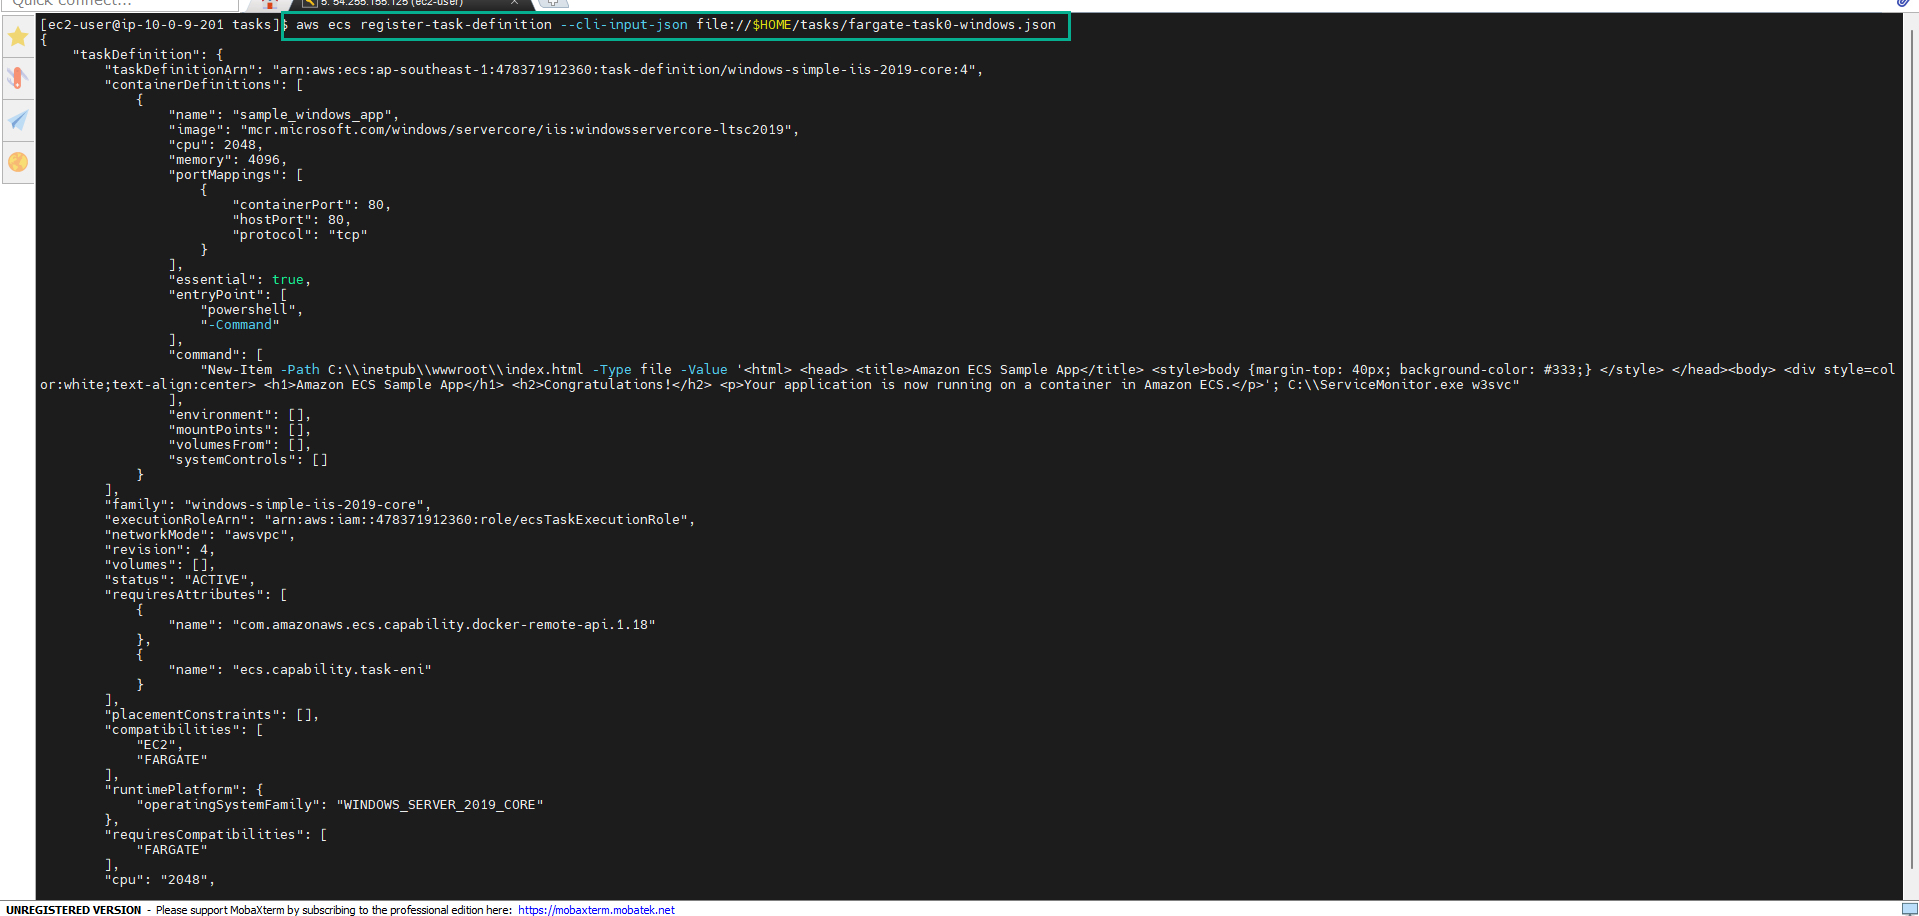 Quick connect...
5. 54.255.155.125 (ec2-user)
[ec2-user@ip-10-0-9-201 tasks]$ aws ecs register-task-definition --cli-input-json file://$HOME/tasks/fargate-task0-windows.json
{
    "taskDefinition": {
        "taskDefinitionArn": "arn:aws:ecs:ap-southeast-1:478371912360:task-definition/windows-simple-iis-2019-core:4",
        "containerDefinitions": [
            {
                "name": "sample_windows_app",
                "image": "mcr.microsoft.com/windows/servercore/iis:windowsservercore-ltsc2019",
                "cpu": 2048,
                "memory": 4096,
                "portMappings": [
                    {
                        "containerPort": 80,
                        "hostPort": 80,
                        "protocol": "tcp"
                    }
                ],
                "essential": true,
                "entryPoint": [
                    "powershell",
                    "-Command"
                ],
                "command": [
                    "New-Item -Path C:\\inetpub\\wwwroot\\index.html -Type file -Value '<html> <head> <title>Amazon ECS Sample App</title> <style>body {margin-top: 40px; background-color: #333;} </style> </head><body> <div style=col
or:white;text-align:center> <h1>Amazon ECS Sample App</h1> <h2>Congratulations!</h2> <p>Your application is now running on a container in Amazon ECS.</p>'; C:\\ServiceMonitor.exe w3svc"
                ],
                "environment": [],
                "mountPoints": [],
                "volumesFrom": [],
                "systemControls": []
            }
        ],
        "family": "windows-simple-iis-2019-core",
        "executionRoleArn": "arn:aws:iam::478371912360:role/ecsTaskExecutionRole",
        "networkMode": "awsvpc",
        "revision": 4,
        "volumes": [],
        "status": "ACTIVE",
        "requiresAttributes": [
            {
                "name": "com.amazonaws.ecs.capability.docker-remote-api.1.18"
            },
            {
                "name": "ecs.capability.task-eni"
            }
        ],
        "placementConstraints": [],
        "compatibilities": [
            "EC2",
            "FARGATE"
        ],
        "runtimePlatform": {
            "operatingSystemFamily": "WINDOWS_SERVER_2019_CORE"
        },
        "requiresCompatibilities": [
            "FARGATE"
        ],
        "cpu": "2048",
UNREGISTERED VERSION - Please support MobaXterm by subscribing to the professional edition here: https://mobaxterm.mobatek.net